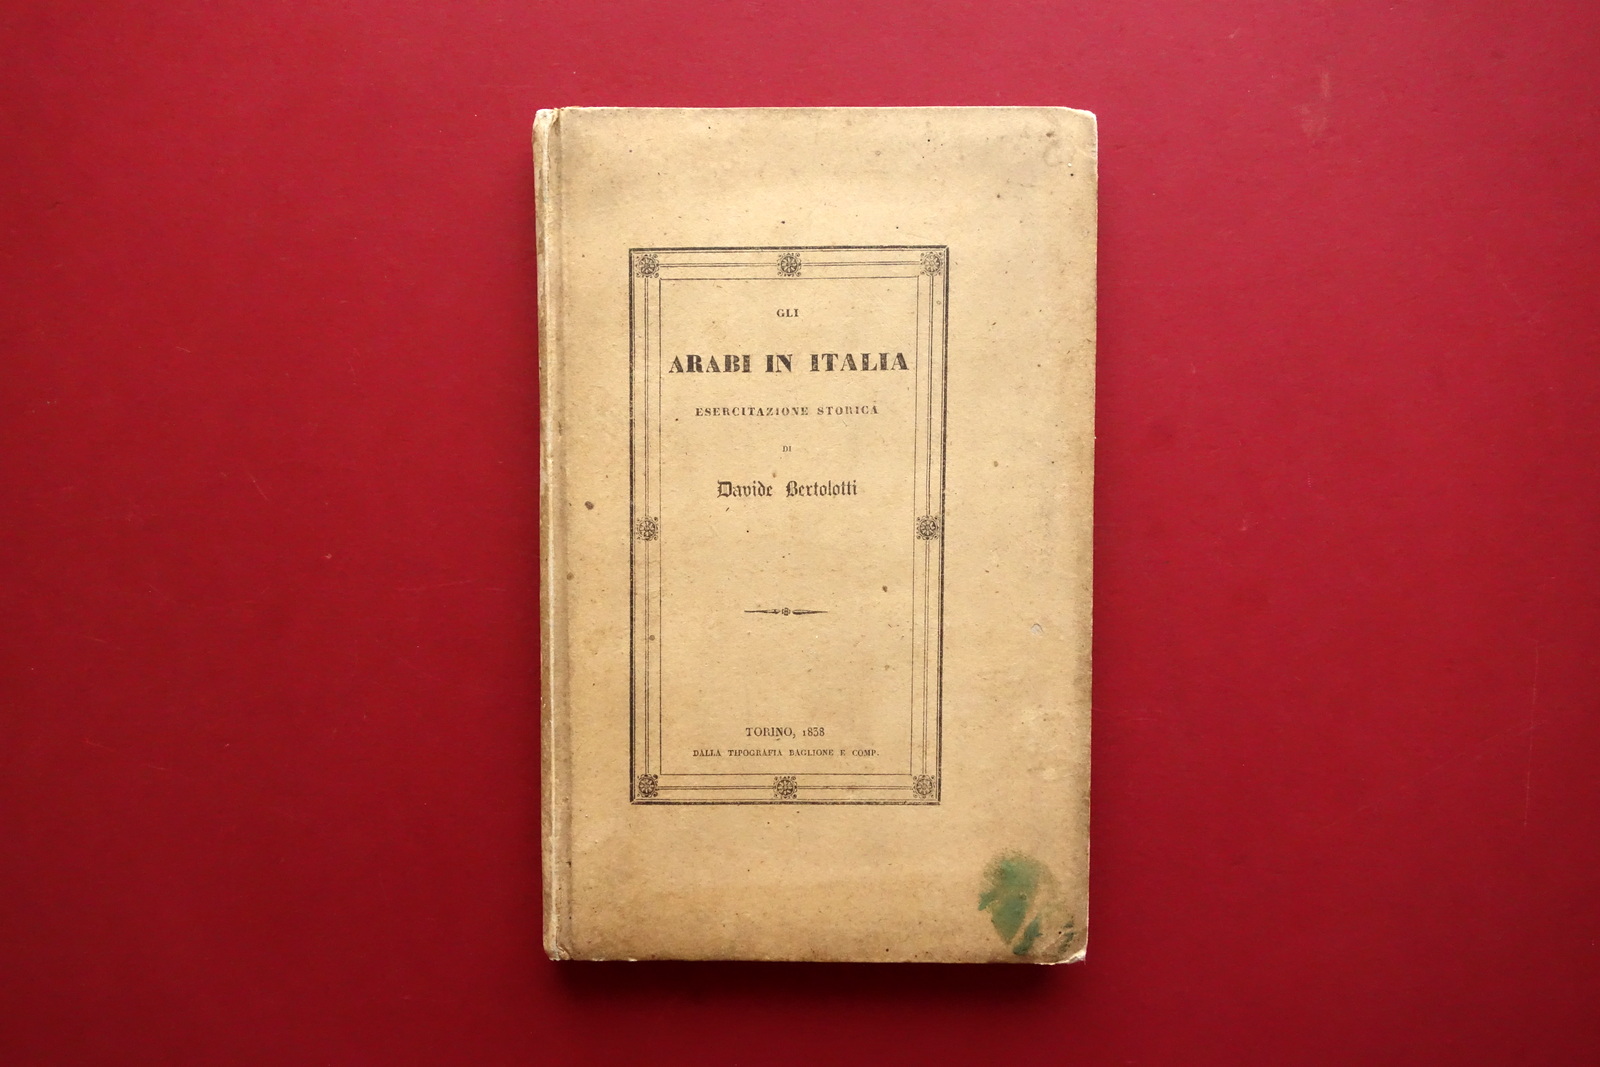 GLI
ARABI IN ITALIA
ESERCITAZIONE STORICA
DI
Davide Bertolotti
TORINO, 1838
DALLA TIPOGRAFIA BAGLIONE E COMP.